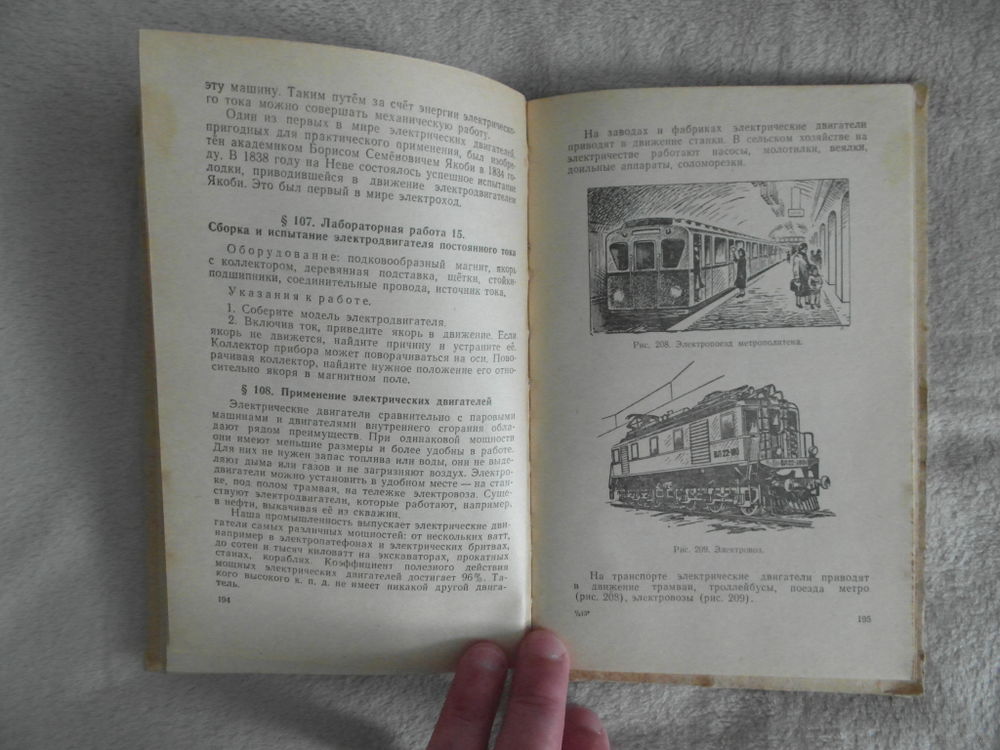 эту машину. Таким путём за счёт энергии электрическо-
го тока можно совершать механическую работу.
Один из первых в мире электрических двигателей,
пригодных для практического применения, был изобре-
тён академиком Борисом Семёновичем Якоби в 1834 го-
ду. В 1838 году на Неве состоялось успешное испытание
лодки, приводившейся в движение электродвигателем
Якоби. Это был первый в мире электроход.
§ 107. Лабораторная работа 15.
Сборка и испытание электродвигателя постоянного тока
Оборудование: подковообразный магнит, якорь
с коллектором, деревянная подставка, щётки, стойки-
подшипники, соединительные провода, источник тока.
Указания к работе.
1. Соберите модель электродвигателя.
2. Включив ток, приведите якорь в движение. Если
якорь не движется, найдите причину и устраните её.
Коллектор прибора может поворачиваться на оси. Пово-
рачивая коллектор, найдите нужное положение его отно-
сительно якоря в магнитном поле.
§ 108. Применение электрических двигателей
Электрические двигатели сравнительно с паровыми
машинами и двигателями внутреннего сгорания обла-
дают рядом преимуществ. При одинаковой мощности
они имеют меньшие размеры и более удобны в работе.
Для них не нужен запас топлива или воды, они не выде-
ляют дыма или газов и не загрязняют воздух. Электро-
двигатели можно установить в удобном месте — на стан-
ке, под полом трамвая, на тележке электровоза. Суще-
ствуют электродвигатели, которые работают, например,
в нефти, выкачивая её из скважин.
Наша промышленность выпускает электрические дви-
гатели самых различных мощностей: от нескольких ватт,
например в электропатефонах и электрических бритвах,
до сотен и тысяч киловатт на экскаваторах, прокатных
станах, кораблях. Коэффициент полезного действия
мощных электрических двигателей достигает 96%. Та-
кого высокого к. п. д. не имеет никакой другой двига-
тель.
194
На заводах и фабриках электрические двигатели
приводят в движение станки. В сельском хозяйстве на
электричестве работают насосы, молотилки, веялки,
доильные аппараты, соломорезки.
Рис. 208. Электропоезд метрополитена.
ВЛ22-180
ВЛ22-180
Рис. 209. Электровоз.
На транспорте электрические двигатели приводят
в движение трамваи, троллейбусы, поезда метро
(рис. 208), электровозы (рис. 209).
195